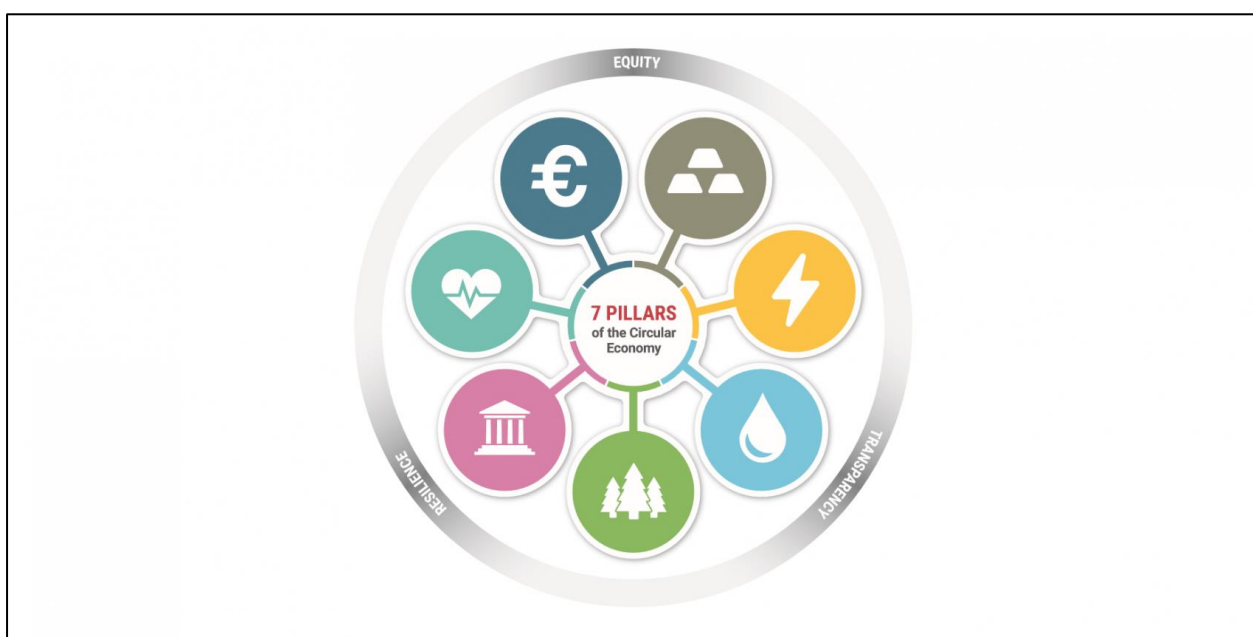 EQUITY
€
7 PILLARS
of the Circular
Economy
RESILIENCE
TRANSPARENCY